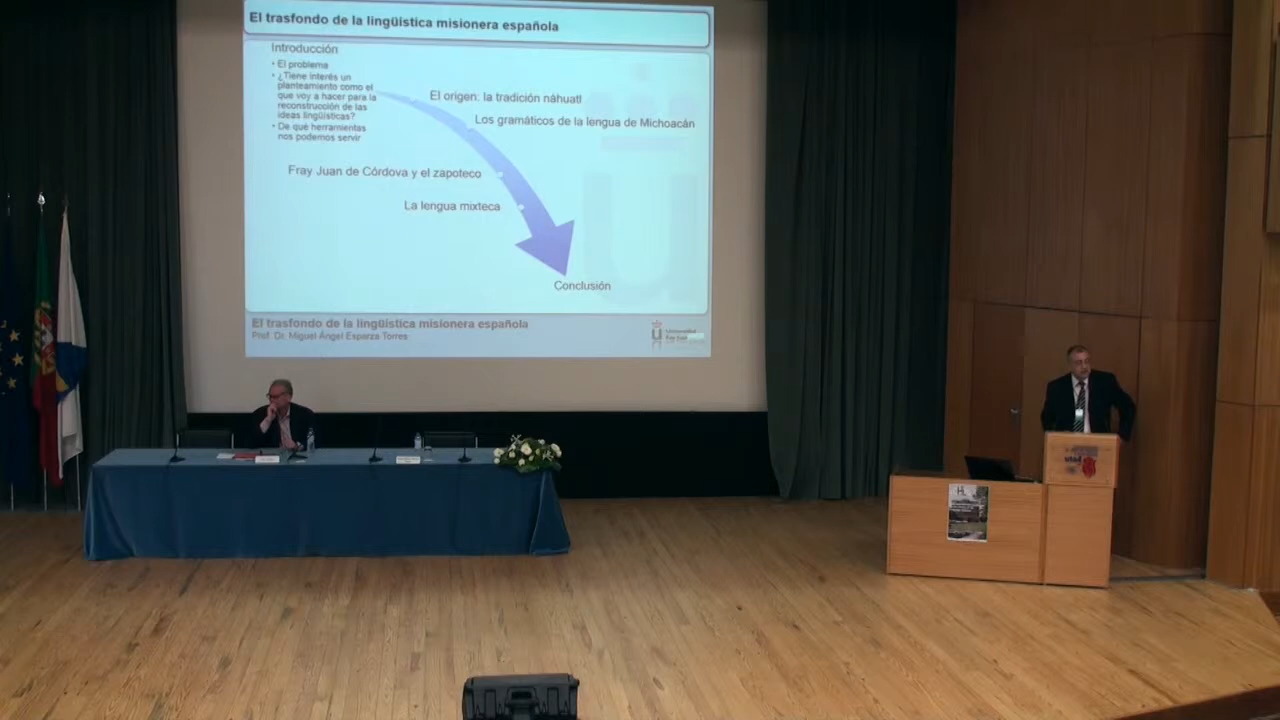 El trasfondo de la lingüística misionera española
Introducción
• El problema
• ¿Tiene interés un
planteamiento como el
que voy a hacer para la
reconstrucción de las
ideas lingüísticas?
• De qué herramientas
nos podemos servir
El origen: la tradición náhuatl
Los gramáticos de la lengua de Michoacán
Fray Juan de Córdova y el zapoteco
La lengua mixteca
Conclusión
El trasfondo de la lingüística misionera española
Prof. Dr. Miguel Ángel Esparza Torres
Universidad
utad